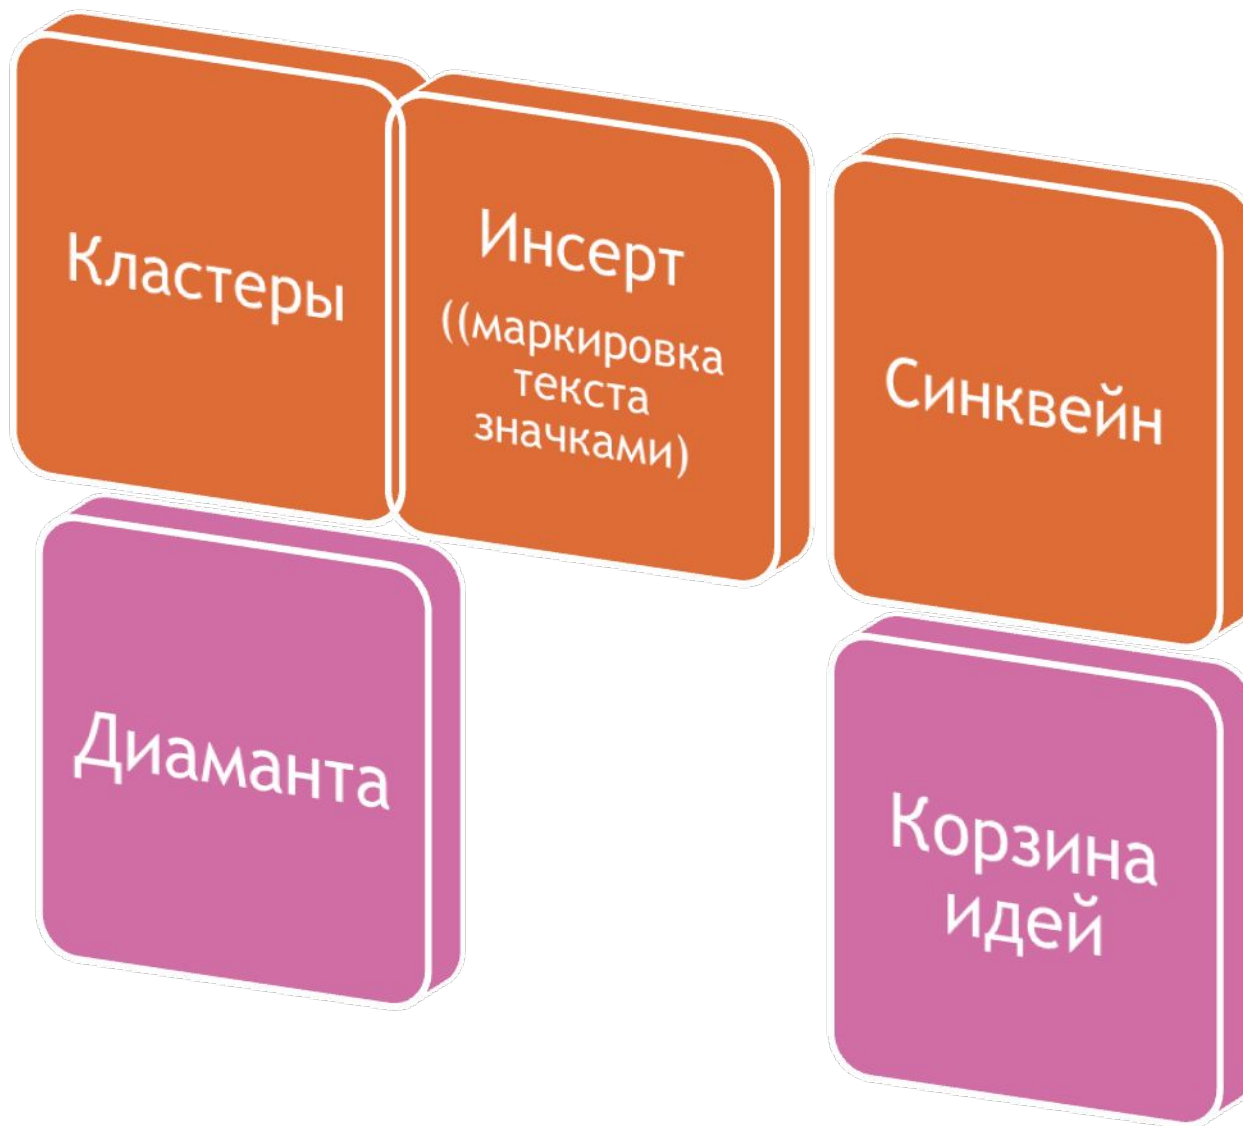 Кластеры
Инсерт
((маркировка
текста
значками)
Синквейн
Диаманта
Корзина
идей